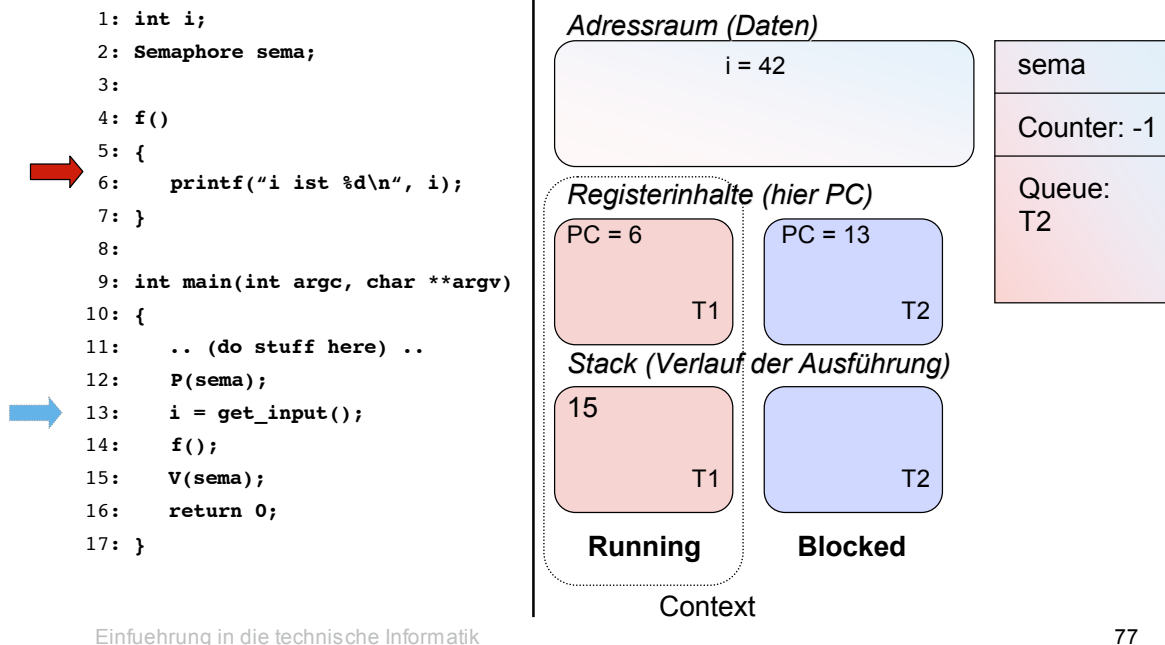 1: int i;
2: Semaphore sema;
3:
4: f()
5: {
6: printf(“i ist %d\n“, i);
7: }
8:
9: int main(int argc, char **argv)
10: {
11: .. (do stuff here) ..
12: P(sema);
13: i = get_input();
14: f();
15: V(sema);
16: return 0;
17: }
Adressraum (Daten)
i = 42
sema
Counter: -1
Queue:
T2
Registerinhalte (hier PC)
PC = 6
T1
PC = 13
T2
Stack (Verlauf der Ausführung)
15
T1
T2
Running
Blocked
Context
Einfuehrung in die technische Informatik
77